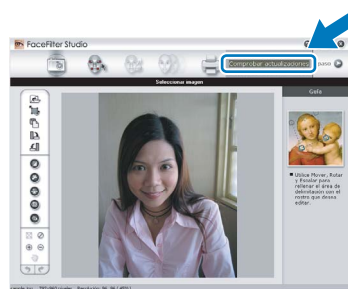 FaceFilter Studio
Comprobar actualizaciones
paso
Seleccionar imagen
Guía
Utilice Mover, Rotar
y Escalar para
rellenar el área de
delimitación con el
rostro que desea
editar.